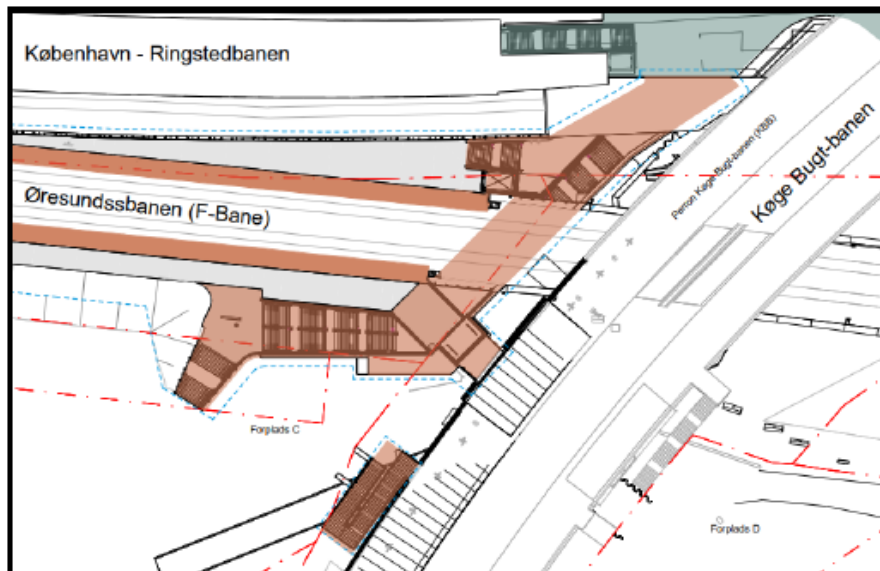 København - Ringstedbanen
Øresundssbanen (F-Bane)
Perron Køge Bugt-banen (KBB)
Køge Bugt-banen
Forplads C
Forplads D